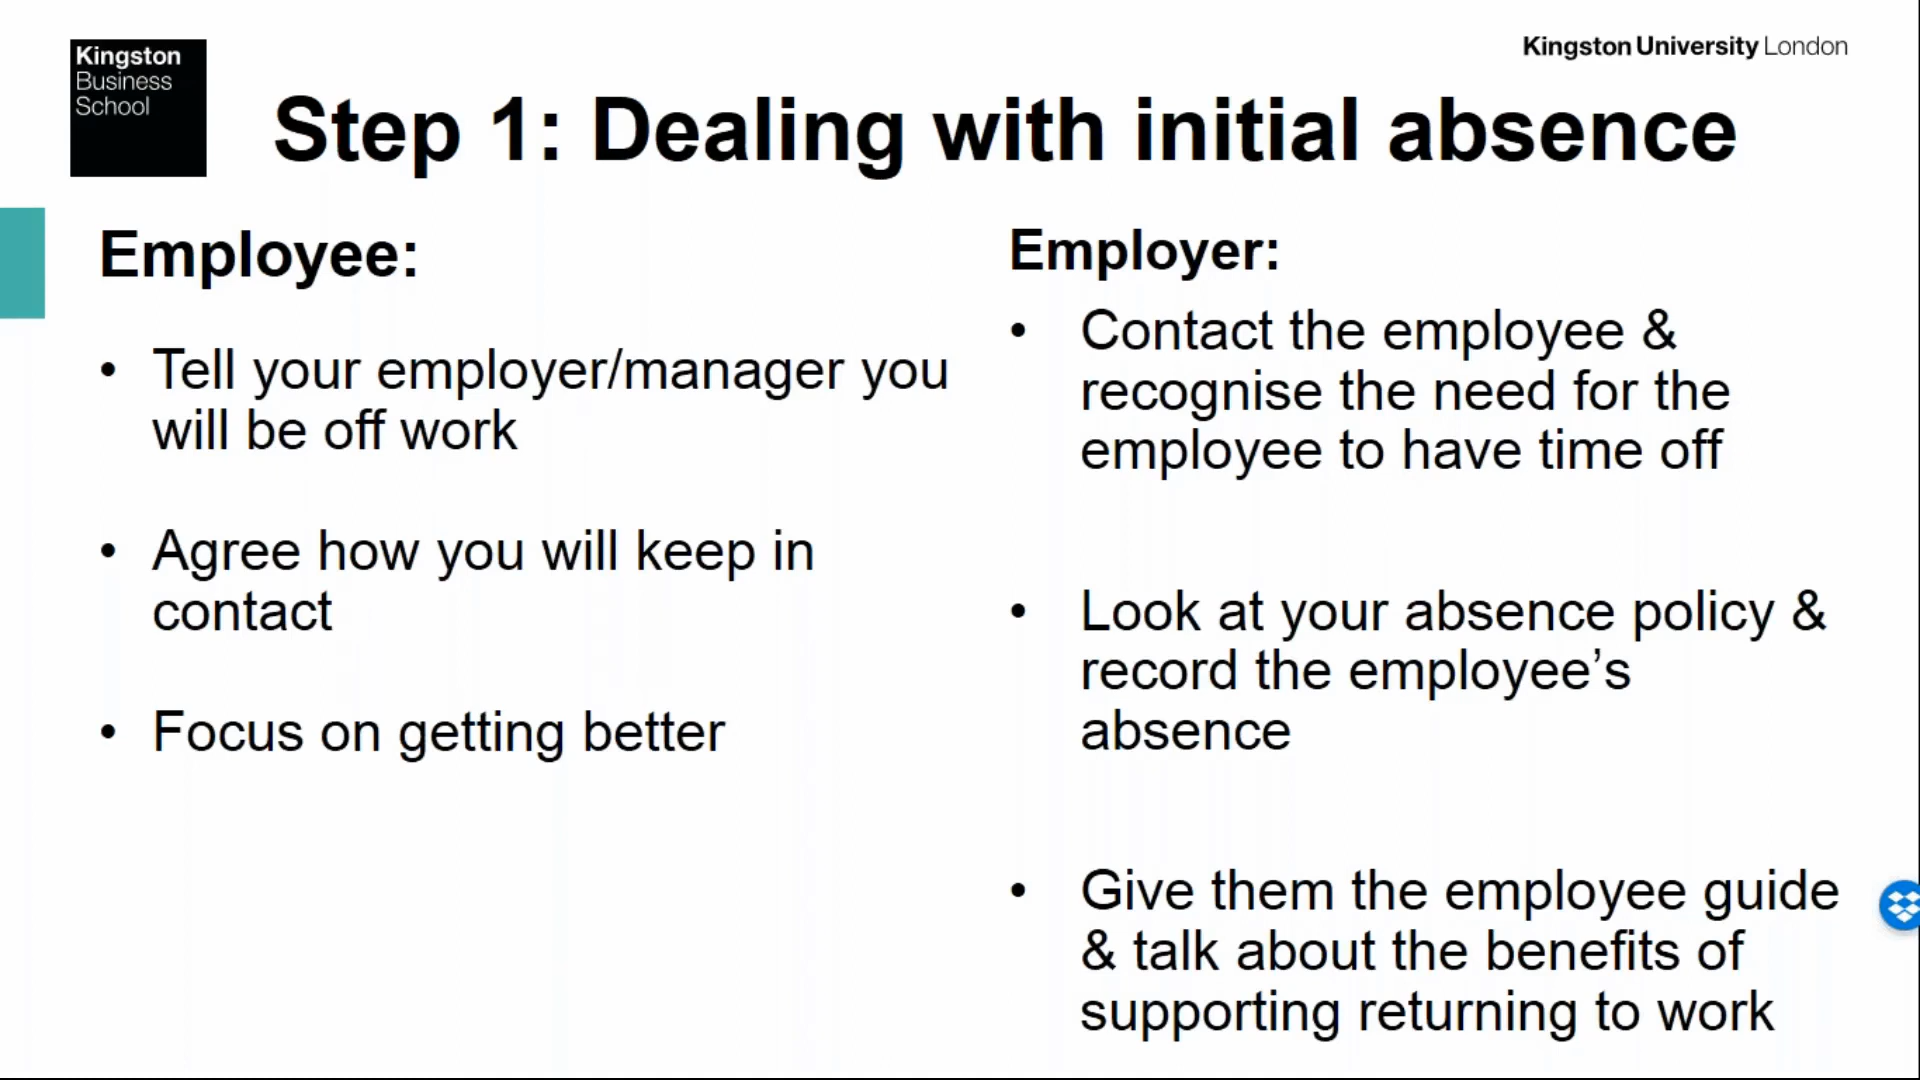 Kingston
Business
School
Kingston University London
Step 1: Dealing with initial absence
Employee:
• Tell your employer/manager you
will be off work
• Agree how you will keep in
contact
• Focus on getting better
Employer:
• Contact the employee &
recognise the need for the
employee to have time off
• Look at your absence policy &
record the employee’s
absence
• Give them the employee guide
& talk about the benefits of
supporting returning to work